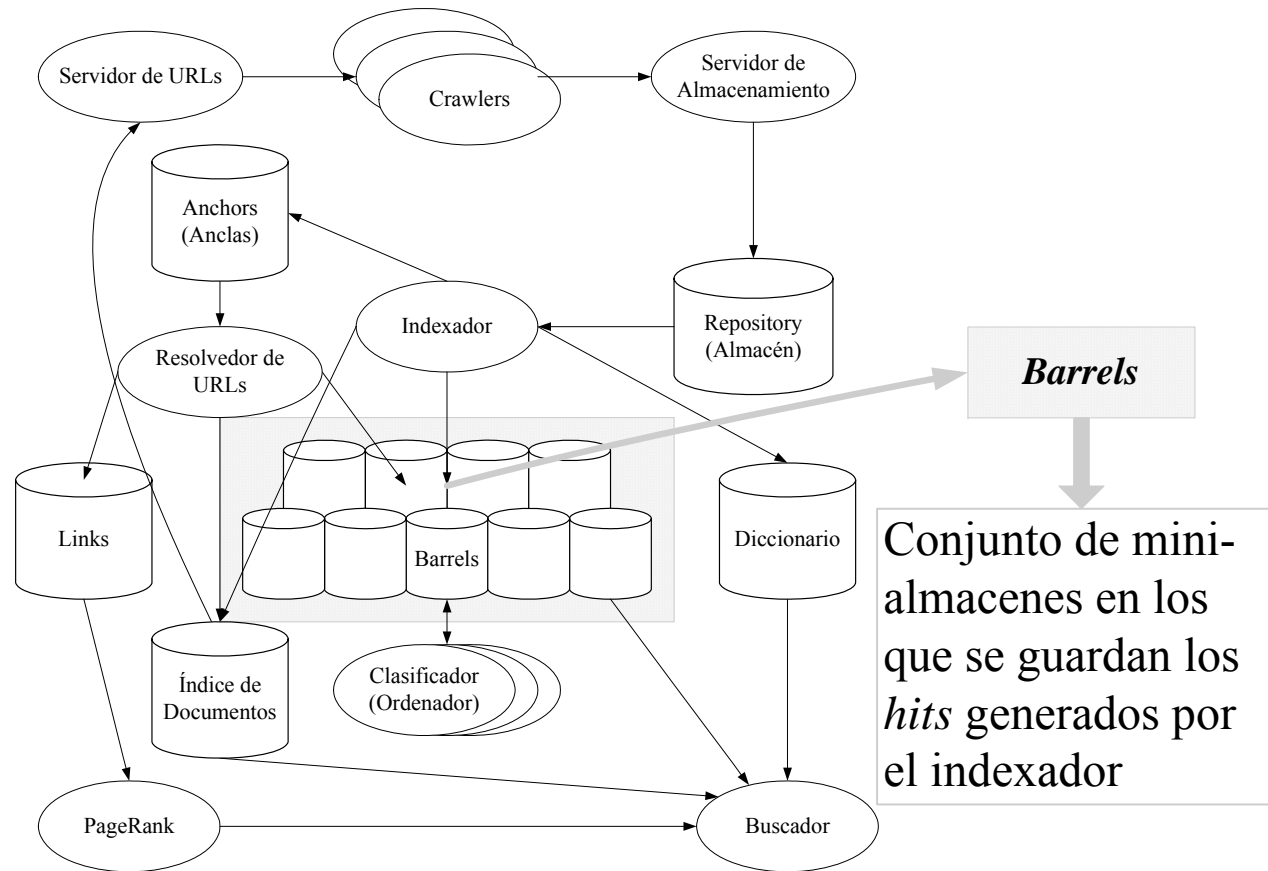 Servidor de URLs
Crawlers
Servidor de
Almacenamiento
Anchors
(Anclas)
Indexador
Repository
(Almacén)
Resolvedor de
URLs
Barrels
Links
Barrels
Diccionario
Conjunto de mini-
almacenes en los
que se guardan los
hits generados por
el indexador
Índice de
Documentos
Clasificador
(Ordenador)
PageRank
Buscador